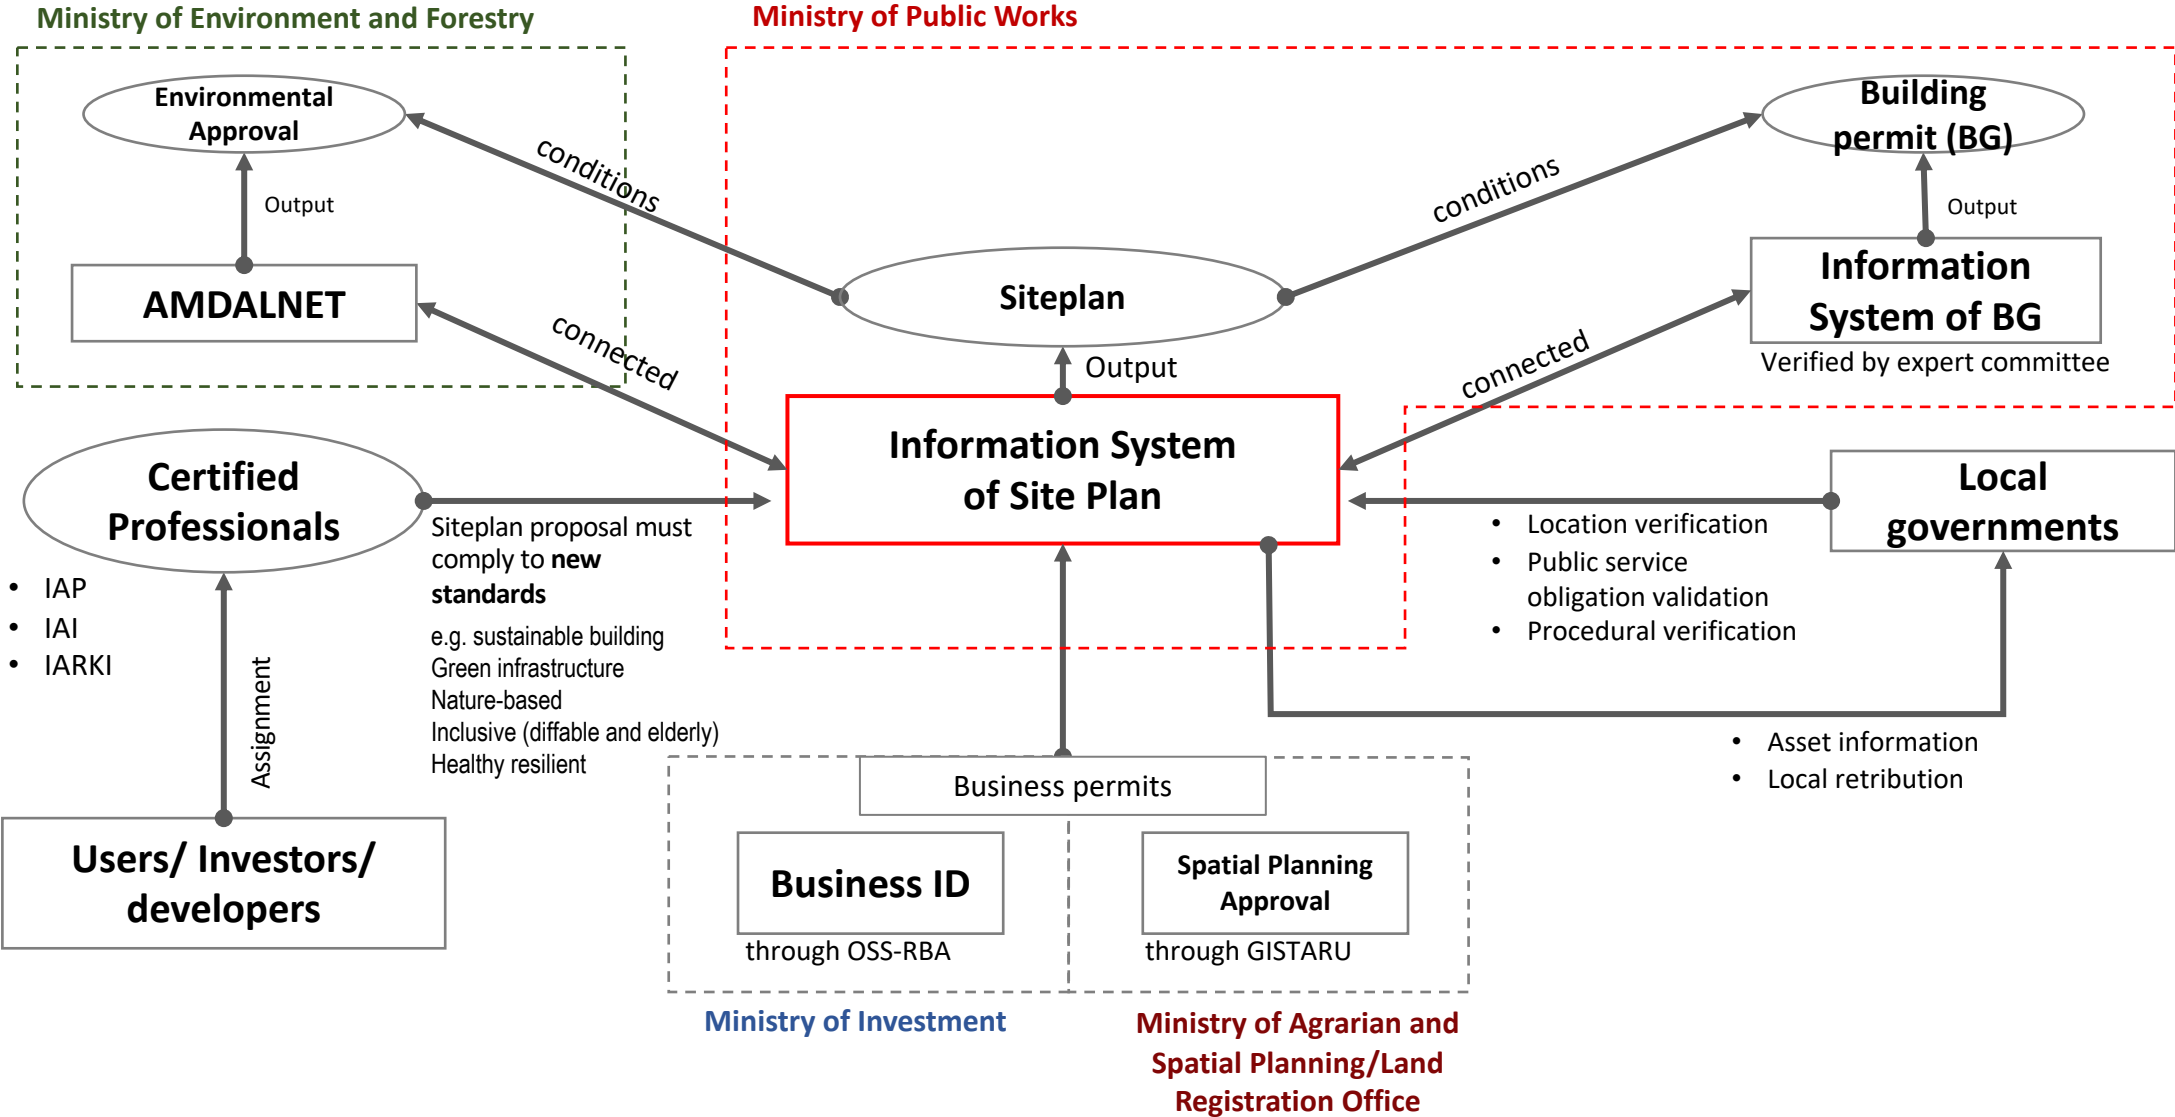 Ministry of Environment and Forestry
Ministry of Public Works
Environmental
Approval
Output
AMDALNET
conditions
connected
Siteplan
Output
Information System
of Site Plan
conditions
connected
Building
permit (BG)
Output
Information
System of BG
Verified by expert committee
Certified
Professionals
• IAP
• IAI
• IARKI
Assignment
Users/ Investors/
developers
Siteplan proposal must
comply to new
standards
e.g. sustainable building
Green infrastructure
Nature-based
Inclusive (diffable and elderly)
Healthy resilient
Local
governments
• Location verification
• Public service
obligation validation
• Procedural verification
• Asset information
• Local retribution
Business permits
Business ID
through OSS-RBA
Spatial Planning
Approval
through GISTARU
Ministry of Investment
Ministry of Agrarian and
Spatial Planning/Land
Registration Office